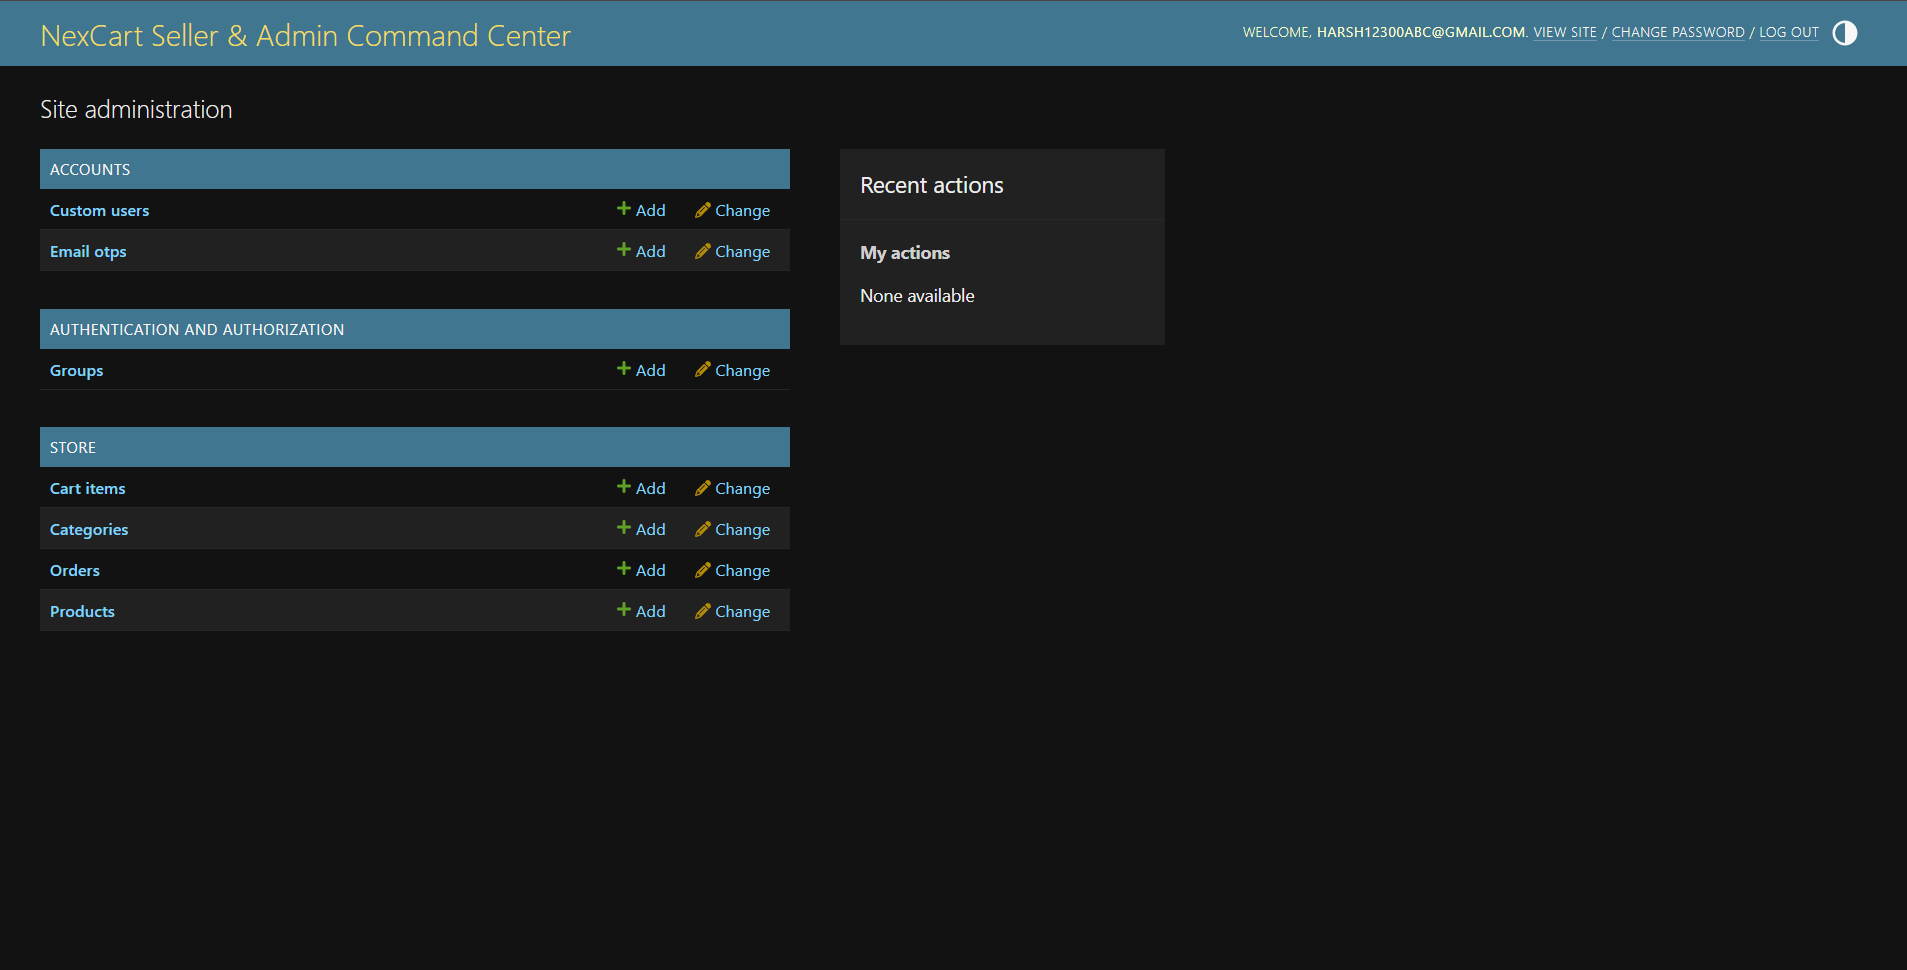 NexCart Seller & Admin Command Center
WELCOME, HARSH12300ABC@GMAIL.COM. VIEW SITE / CHANGE PASSWORD / LOG OUT
Site administration
ACCOUNTS
Custom users Add Change
Email otps Add Change
AUTHENTICATION AND AUTHORIZATION
Groups Add Change
STORE
Cart items Add Change
Categories Add Change
Orders Add Change
Products Add Change
Recent actions
My actions
None available